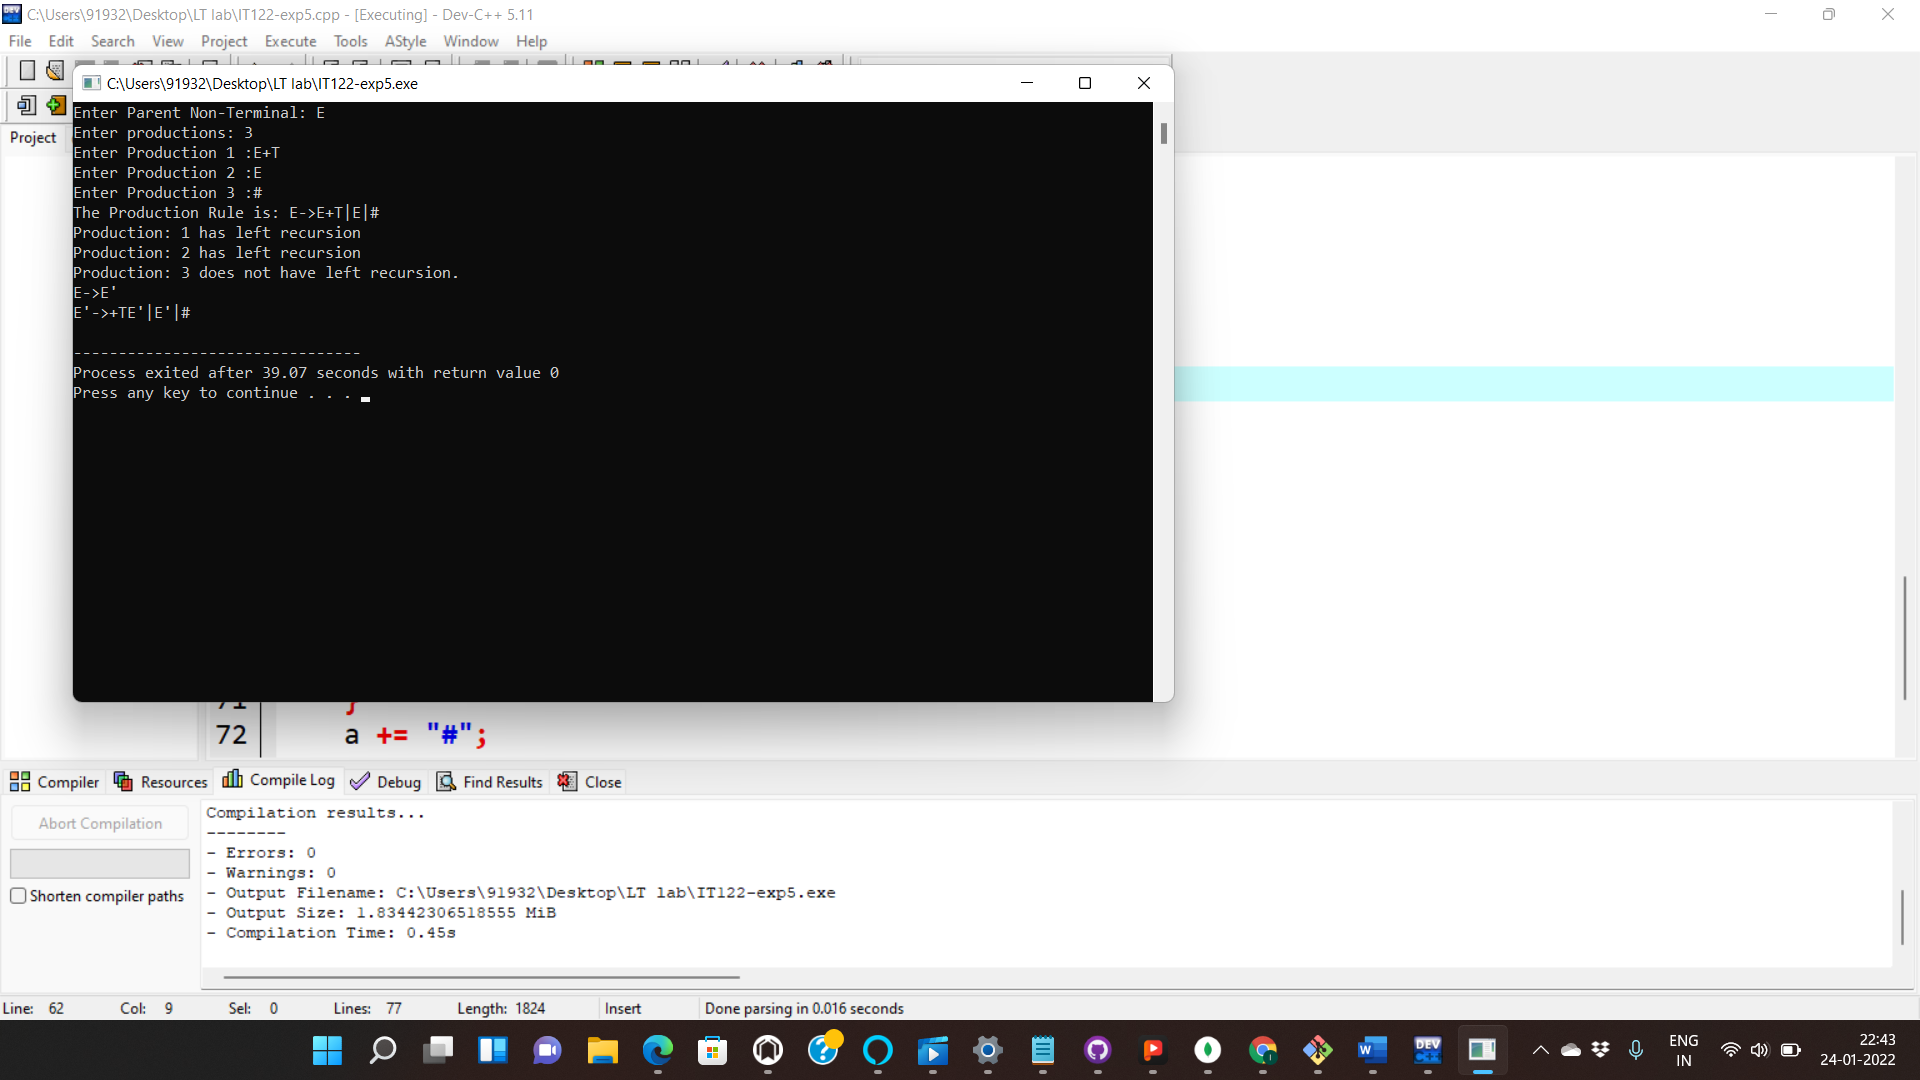 C:\Users\91932\Desktop\LT lab\IT122-exp5.cpp - [Executing] - Dev-C++ 5.11
File Edit Search View Project Execute Tools AStyle Window Help
C:\Users\91932\Desktop\LT lab\IT122-exp5.exe
Project
Enter Parent Non-Terminal: E
Enter productions: 3
Enter Production 1 :E+T
Enter Production 2 :E
Enter Production 3 :#
The Production Rule is: E->E+T|E|#
Production: 1 has left recursion
Production: 2 has left recursion
Production: 3 does not have left recursion.
E->E'
E'->+TE'|E'|#
--------------------------------
Process exited after 39.07 seconds with return value 0
Press any key to continue . . .
71 }
72 a += "#";
Compiler Resources Compile Log Debug Find Results Close
Abort Compilation
Shorten compiler paths
Compilation results...
--------
- Errors: 0
- Warnings: 0
- Output Filename: C:\Users\91932\Desktop\LT lab\IT122-exp5.exe
- Output Size: 1.83442306518555 MiB
- Compilation Time: 0.45s
Line: 62 Col: 9 Sel: 0 Lines: 77 Length: 1824 Insert Done parsing in 0.016 seconds
ENG
IN
22:43
24-01-2022